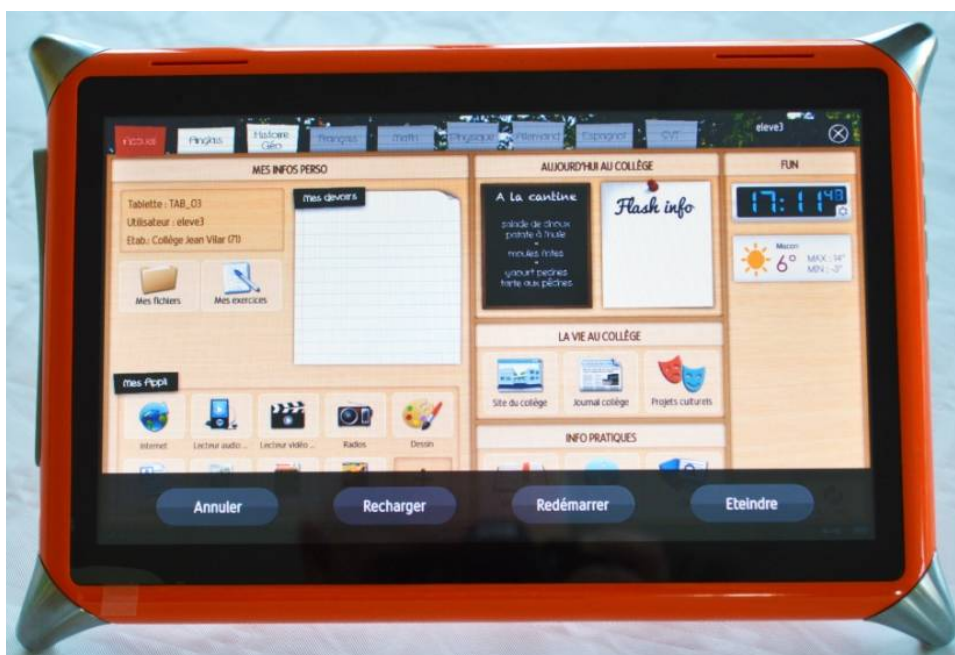 Accueil
Anglais
Histoire
Géo
Français
Math
Physique
Allemand
Espagnol
SVT
eleve3
MES INFOS PERSO
Tablette : TAB_03
Utilisateur : eleve3
Etab.: Collège Jean Vilar (71)
Mes fichiers
Mes exercices
Mes devoirs
Mes Appli
Internet
Lecteur audio ...
Lecteur vidéo ...
Radios
Dessin
AUJOURD'HUI AU COLLÈGE
A la cantine
salade de choux
patate à l'huile
moules frites
yaourt peches
tarte aux pêches
Flash info
LA VIE AU COLLÈGE
Site du collège
Journal collège
Projets culturels
INFO PRATIQUES
FUN
17:11 48
Macon
6°
MAX : 14°
MIN : -3°
Annuler
Recharger
Redémarrer
Eteindre